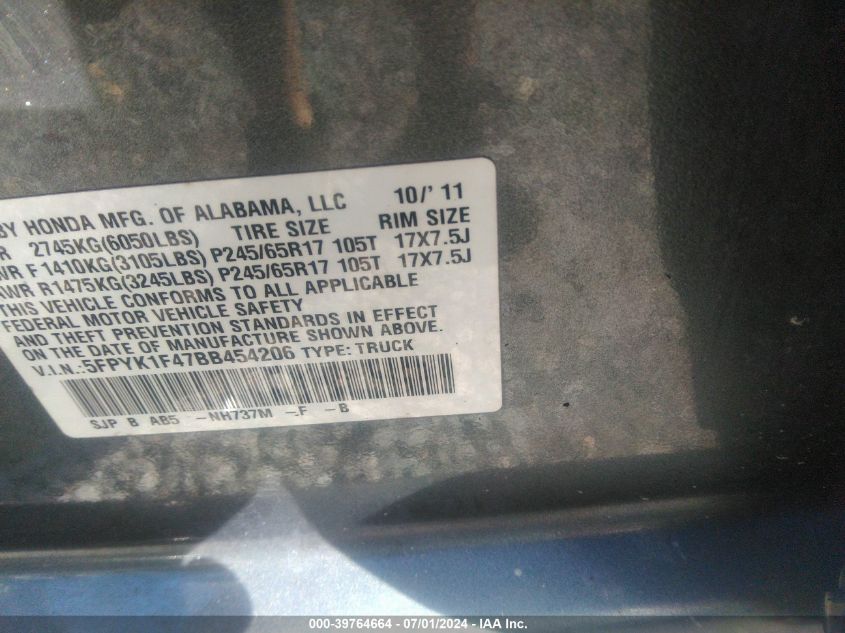 BY HONDA MFG. OF ALABAMA, LLC 10/'11
R 2745KG(6050LBS) TIRE SIZE RIM SIZE
WR F 1410KG(3105LBS) P245/65R17 105T 17X7.5J
AWR R1475KG(3245LBS) P245/65R17 105T 17X7.5J
THIS VEHICLE CONFORMS TO ALL APPLICABLE
FEDERAL MOTOR VEHICLE SAFETY
AND THEFT PREVENTION STANDARDS IN EFFECT
ON THE DATE OF MANUFACTURE SHOWN ABOVE.
V.I.N.:5FPYK1F47BB454206 TYPE: TRUCK
SJP B AB5 -NH737M -F -B
000-39764664 / 07/01/2024 - IAA Inc.